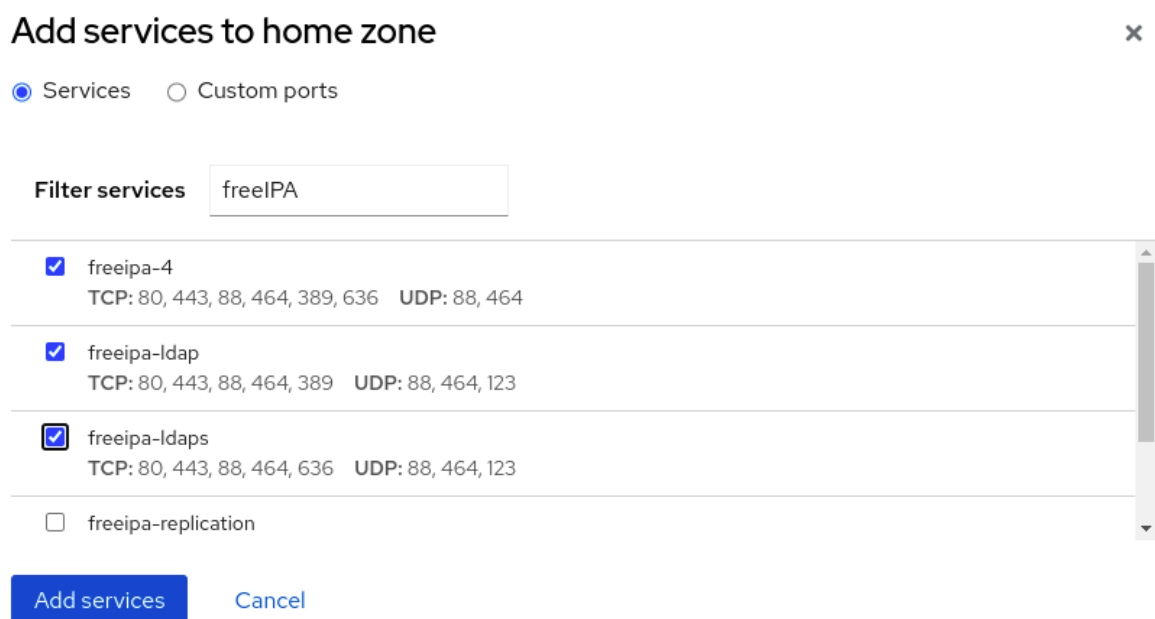 Add services to home zone
Services Custom ports
Filter services freeIPA
freeipa-4
TCP: 80, 443, 88, 464, 389, 636 UDP: 88, 464
freeipa-ldap
TCP: 80, 443, 88, 464, 389 UDP: 88, 464, 123
freeipa-ldaps
TCP: 80, 443, 88, 464, 636 UDP: 88, 464, 123
freeipa-replication
Add services Cancel